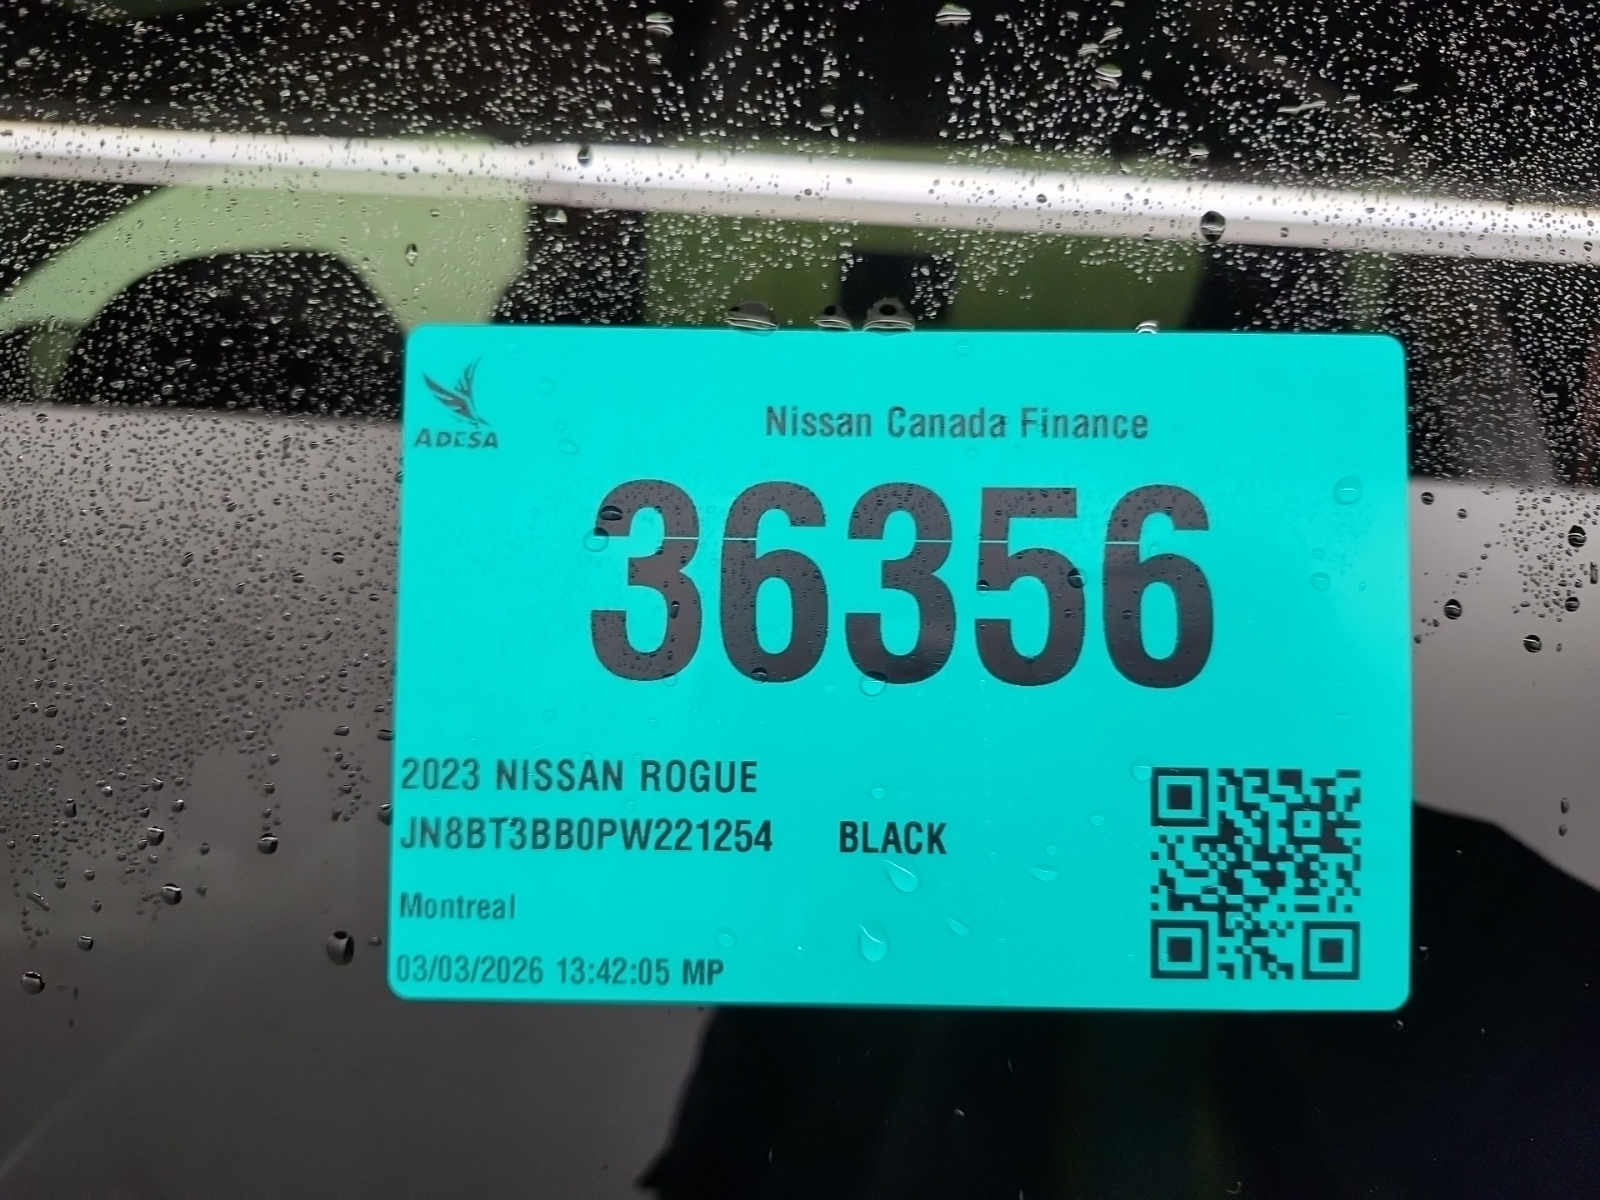 ADESA
Nissan Canada Finance
36356
2023 NISSAN ROGUE
JN8BT3BB0PW221254 BLACK
Montreal
03/03/2026 13:42:05 MP